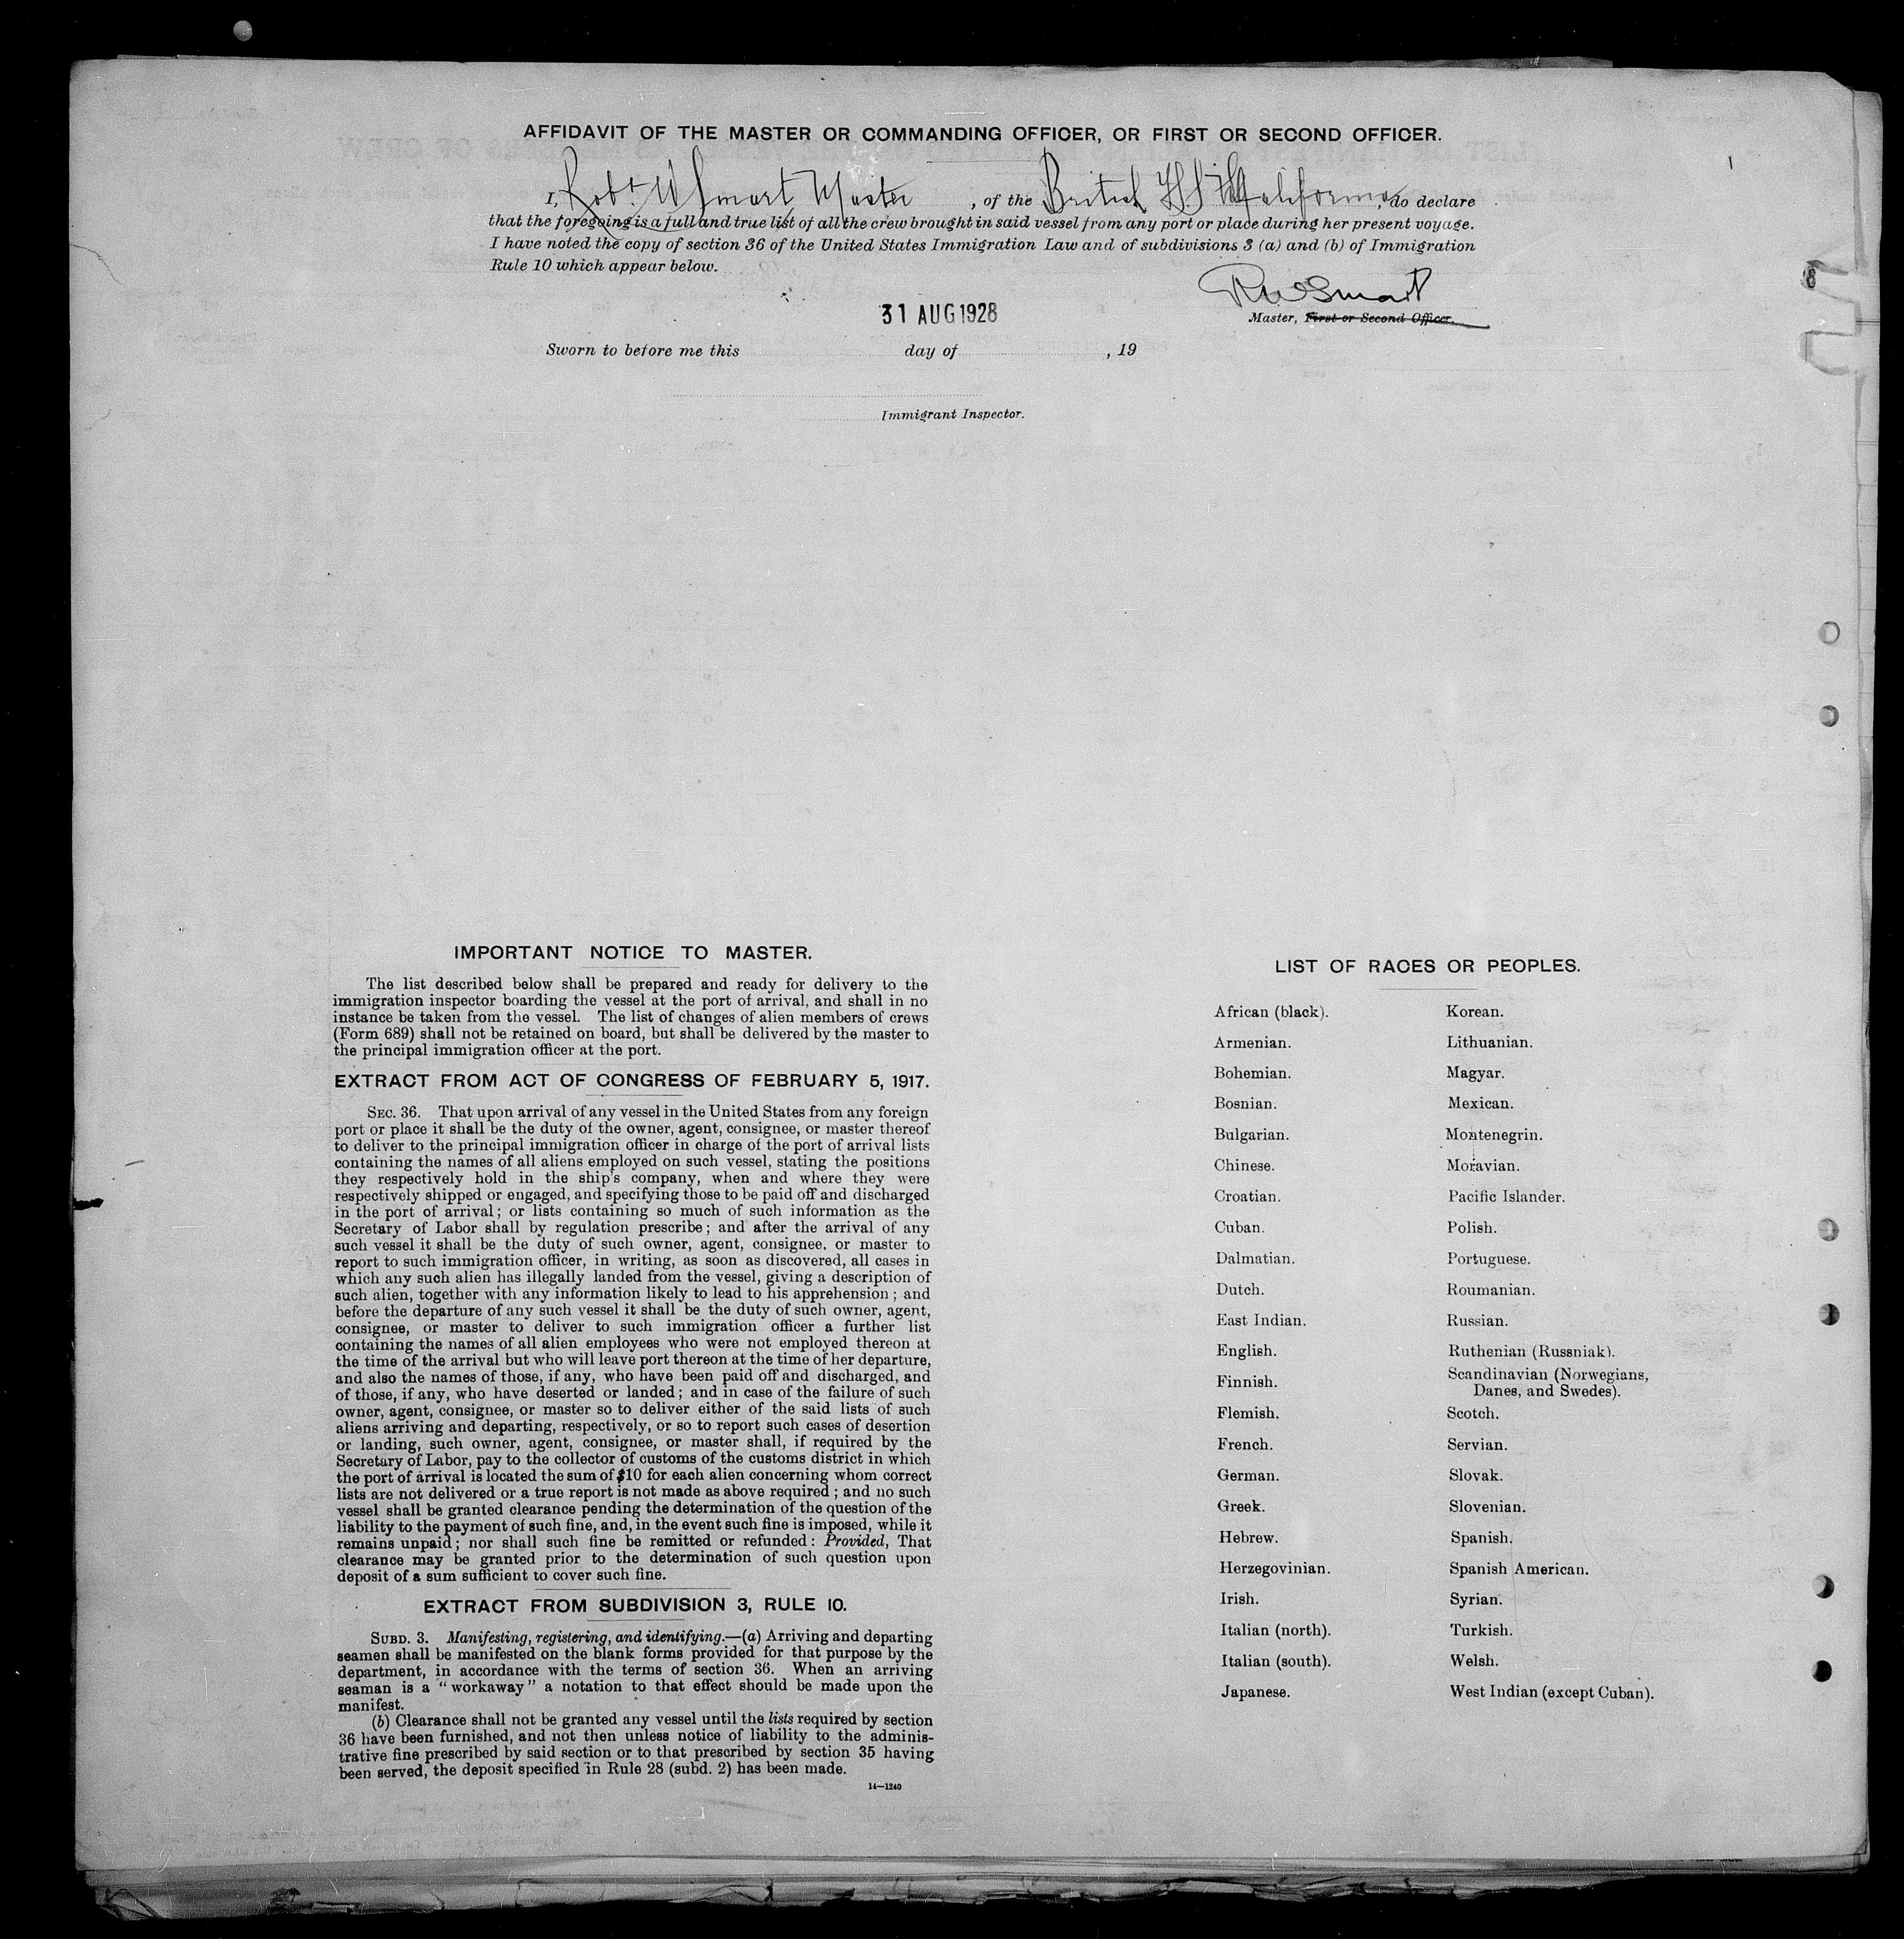 AFFIDAVIT OF THE MASTER OR COMMANDING OFFICER, OR FIRST OR SECOND OFFICER.
I, Robt W Smart Master, of the British SS California, do declare
that the foregoing is a full and true list of all the crew brought in said vessel from any port or place during her present voyage.
I have noted the copy of section 36 of the United States Immigration Law and of subdivisions 3 (a) and (b) of Immigration
Rule 10 which appear below.
RW Smart
31 AUG 1928
Master, First or Second Officer.
Sworn to before me this day of , 19
Immigrant Inspector.
IMPORTANT NOTICE TO MASTER.
The list described below shall be prepared and ready for delivery to the
immigration inspector boarding the vessel at the port of arrival, and shall in no
instance be taken from the vessel. The list of changes of alien members of crews
(Form 689) shall not be retained on board, but shall be delivered by the master to
the principal immigration officer at the port.
EXTRACT FROM ACT OF CONGRESS OF FEBRUARY 5, 1917.
SEC. 36. That upon arrival of any vessel in the United States from any foreign
port or place it shall be the duty of the owner, agent, consignee, or master thereof
to deliver to the principal immigration officer in charge of the port of arrival lists
containing the names of all aliens employed on such vessel, stating the positions
they respectively hold in the ship's company, when and where they were
respectively shipped or engaged, and specifying those to be paid off and discharged
in the port of arrival; or lists containing so much of such information as the
Secretary of Labor shall by regulation prescribe; and after the arrival of any
such vessel it shall be the duty of such owner, agent, consignee, or master to
report to such immigration officer, in writing, as soon as discovered, all cases in
which any such alien has illegally landed from the vessel, giving a description of
such alien, together with any information likely to lead to his apprehension; and
before the departure of any such vessel it shall be the duty of such owner, agent,
consignee, or master to deliver to such immigration officer a further list
containing the names of all alien employees who were not employed thereon at
the time of the arrival but who will leave port thereon at the time of her departure,
and also the names of those, if any, who have been paid off and discharged, and
of those, if any, who have deserted or landed; and in case of the failure of such
owner, agent, consignee, or master so to deliver either of the said lists of such
aliens arriving and departing, respectively, or so to report such cases of desertion
or landing, such owner, agent, consignee, or master shall, if required by the
Secretary of Labor, pay to the collector of customs of the customs district in which
the port of arrival is located the sum of $10 for each alien concerning whom correct
lists are not delivered or a true report is not made as above required; and no such
vessel shall be granted clearance pending the determination of the question of the
liability to the payment of such fine, and, in the event such fine is imposed, while it
remains unpaid; nor shall such fine be remitted or refunded: Provided, That
clearance may be granted prior to the determination of such question upon
deposit of a sum sufficient to cover such fine.
EXTRACT FROM SUBDIVISION 3, RULE 10.
SUBD. 3. Manifesting, registering, and identifying.—(a) Arriving and departing
seamen shall be manifested on the blank forms provided for that purpose by the
department, in accordance with the terms of section 36. When an arriving
seaman is a "workaway" a notation to that effect should be made upon the
manifest.
(b) Clearance shall not be granted any vessel until the lists required by section
36 have been furnished, and not then unless notice of liability to the adminis-
trative fine prescribed by said section or to that prescribed by section 35 having
been served, the deposit specified in Rule 28 (subd. 2) has been made.
14—1240
LIST OF RACES OR PEOPLES.
African (black).
Armenian.
Bohemian.
Bosnian.
Bulgarian.
Chinese.
Croatian.
Cuban.
Dalmatian.
Dutch.
East Indian.
English.
Finnish.
Flemish.
French.
German.
Greek.
Hebrew.
Herzegovinian.
Irish.
Italian (north).
Italian (south).
Japanese.
Korean.
Lithuanian.
Magyar.
Mexican.
Montenegrin.
Moravian.
Pacific Islander.
Polish.
Portuguese.
Roumanian.
Russian.
Ruthenian (Russniak).
Scandinavian (Norwegians,
Danes, and Swedes).
Scotch.
Servian.
Slovak.
Slovenian.
Spanish.
Spanish American.
Syrian.
Turkish.
Welsh.
West Indian (except Cuban).